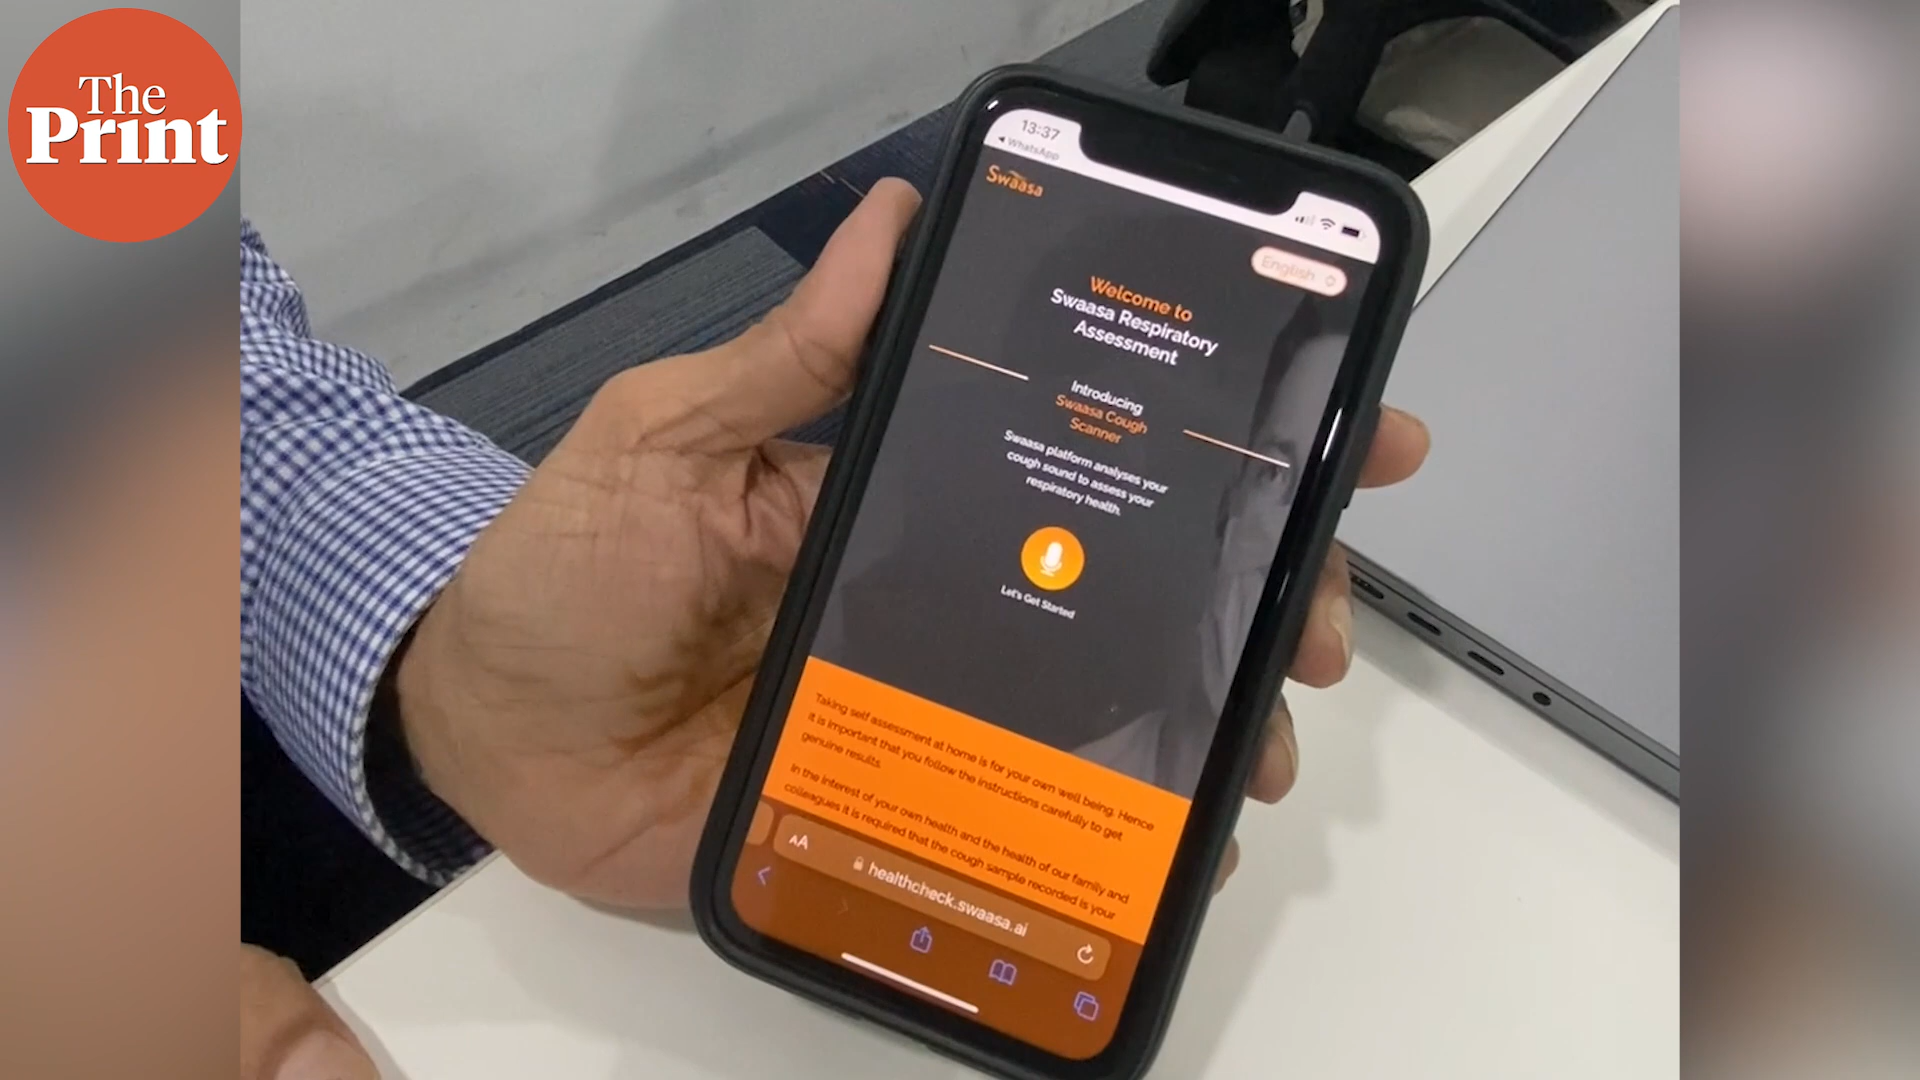 The
Print
13:37
◂ WhatsApp
Swaasa
English
Welcome to
Swaasa Respiratory
Assessment
Introducing
Swaasa Cough
Scanner
Swaasa platform analyses your
cough sound to assess your
respiratory health.
Let's Get Started
Taking self assessment at home is for your own well being. Hence
it is important that you follow the instructions carefully to get
genuine results.
In the interest of your own health and the health of our family and
colleagues it is required that the cough sample recorded is your
AA
healthcheck.swaasa.ai